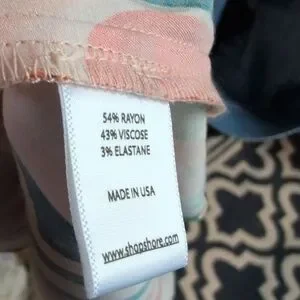 54% RAYON
43% VISCOSE
3% ELASTANE
MADE IN USA
www.shopshore.com